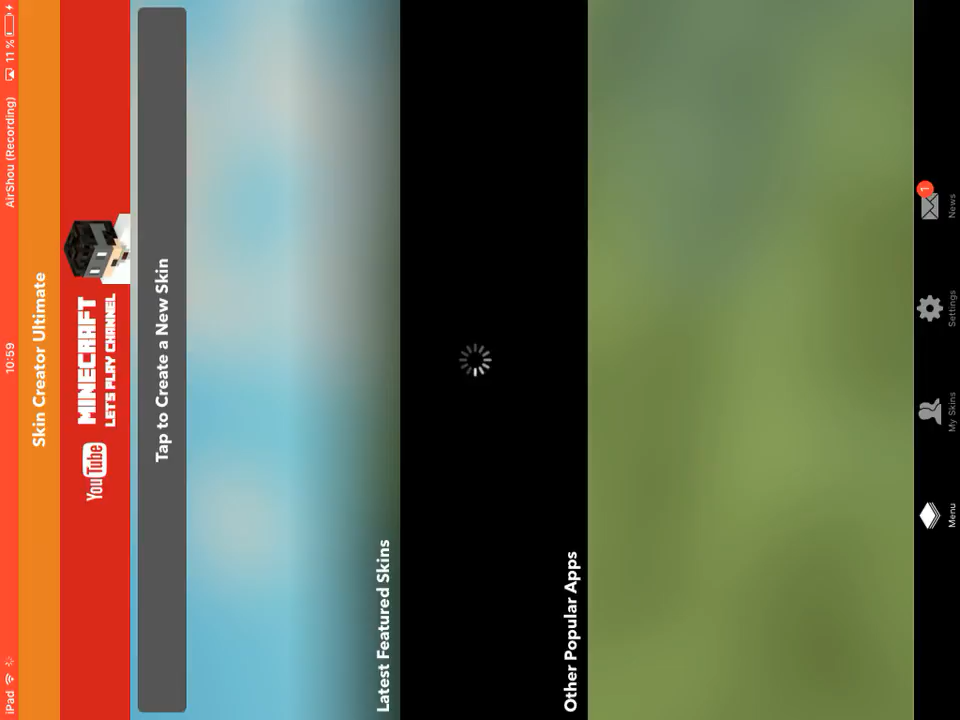 iPad 10:59 AirShou (Recording) 11 %
Skin Creator Ultimate
YouTube MINECRAFT
LET'S PLAY CHANNEL
Tap to Create a New Skin
Latest Featured Skins
Other Popular Apps
1
Menu My Skins Settings News